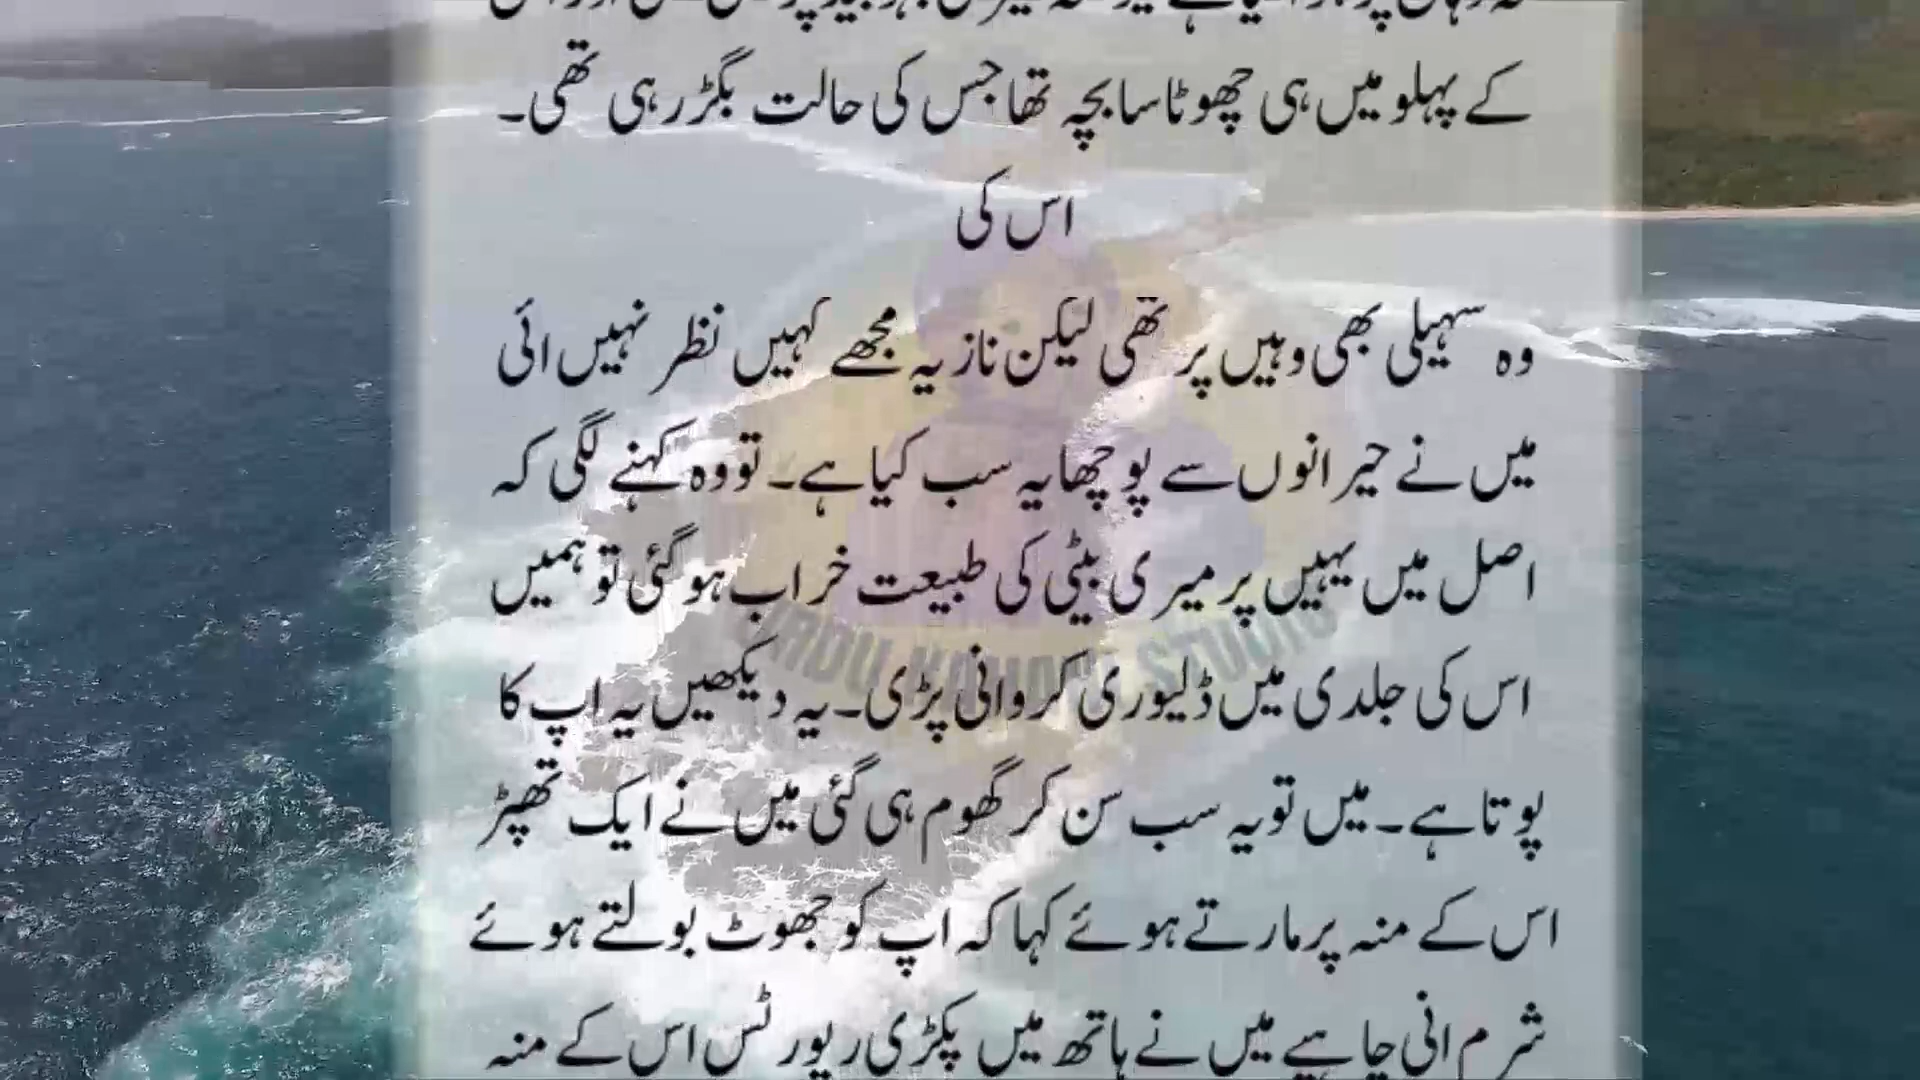 کے پہلو میں ہی چھوٹا سا بچہ تھا جس کی حالت بگڑ رہی تھی۔
اس کی
وہ سہیلی بھی وہیں پر تھی لیکن نازیہ مجھے کہیں نظر نہیں ائی
میں نے حیرانوں سے پوچھا یہ سب کیا ہے۔ تو وہ کہنے لگی کہ
اصل میں یہیں پر میری بیٹی کی طبیعت خراب ہو گئی تو ہمیں
اس کی جلدی میں ڈلیوری کروانی پڑی۔ یہ دیکھیں یہ اپ کا
پوتا ہے۔ میں تو یہ سب سن کر گھوم ہی گئی میں نے ایک تھپڑ
اس کے منہ پر مارتے ہوئے کہا کہ اپ کو جھوٹ بولتے ہوئے
شرم انی چاہیے میں نے ہاتھ میں پکڑی رپورٹس اس کے منہ
URDU KAHANI STUDIO